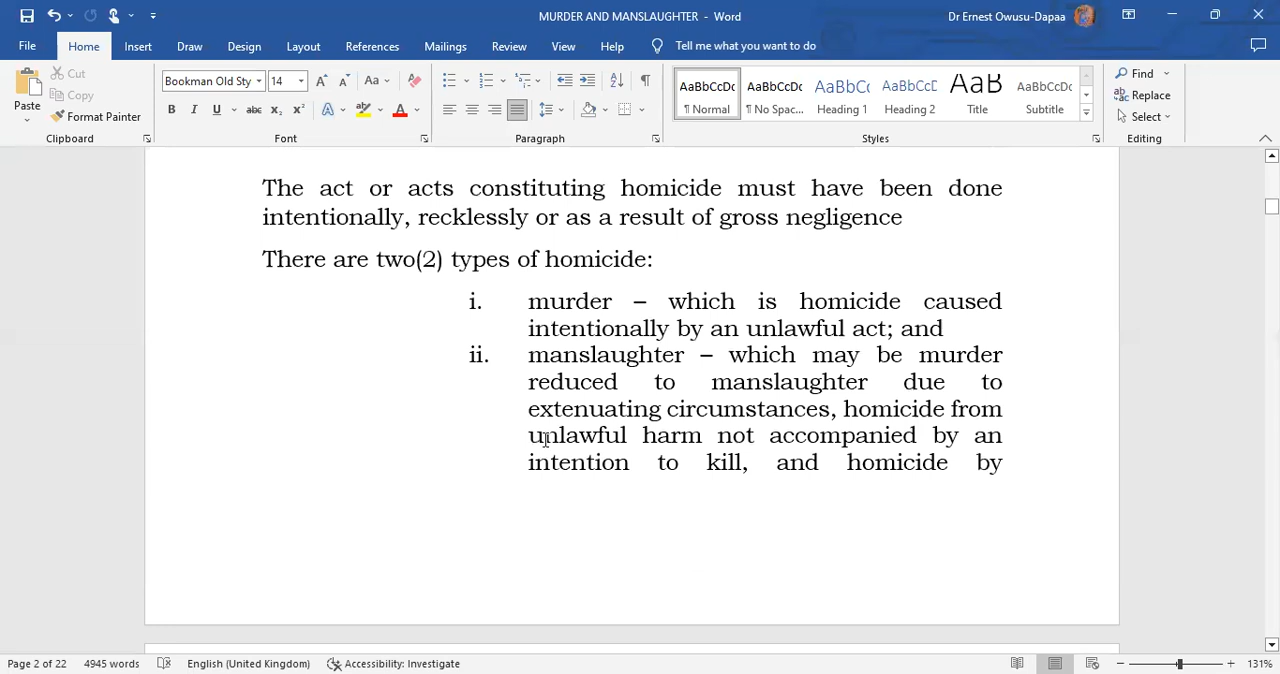 MURDER AND MANSLAUGHTER - Word
Dr Ernest Owusu-Dapaa
File Home Insert Draw Design Layout References Mailings Review View Help Tell me what you want to do
Paste
Cut
Copy
Format Painter
Clipboard
Bookman Old Sty 14
Font
Paragraph
AaBbCcDc AaBbCcDc AaBbC( AaBbCcD AaB AaBbCcDc
¶ Normal ¶ No Spac... Heading 1 Heading 2 Title Subtitle
Styles
Find
Replace
Select
Editing
The act or acts constituting homicide must have been done
intentionally, recklessly or as a result of gross negligence
There are two(2) types of homicide:
i. murder – which is homicide caused
intentionally by an unlawful act; and
ii. manslaughter – which may be murder
reduced to manslaughter due to
extenuating circumstances, homicide from
unlawful harm not accompanied by an
intention to kill, and homicide by
Page 2 of 22 4945 words English (United Kingdom) Accessibility: Investigate 131%